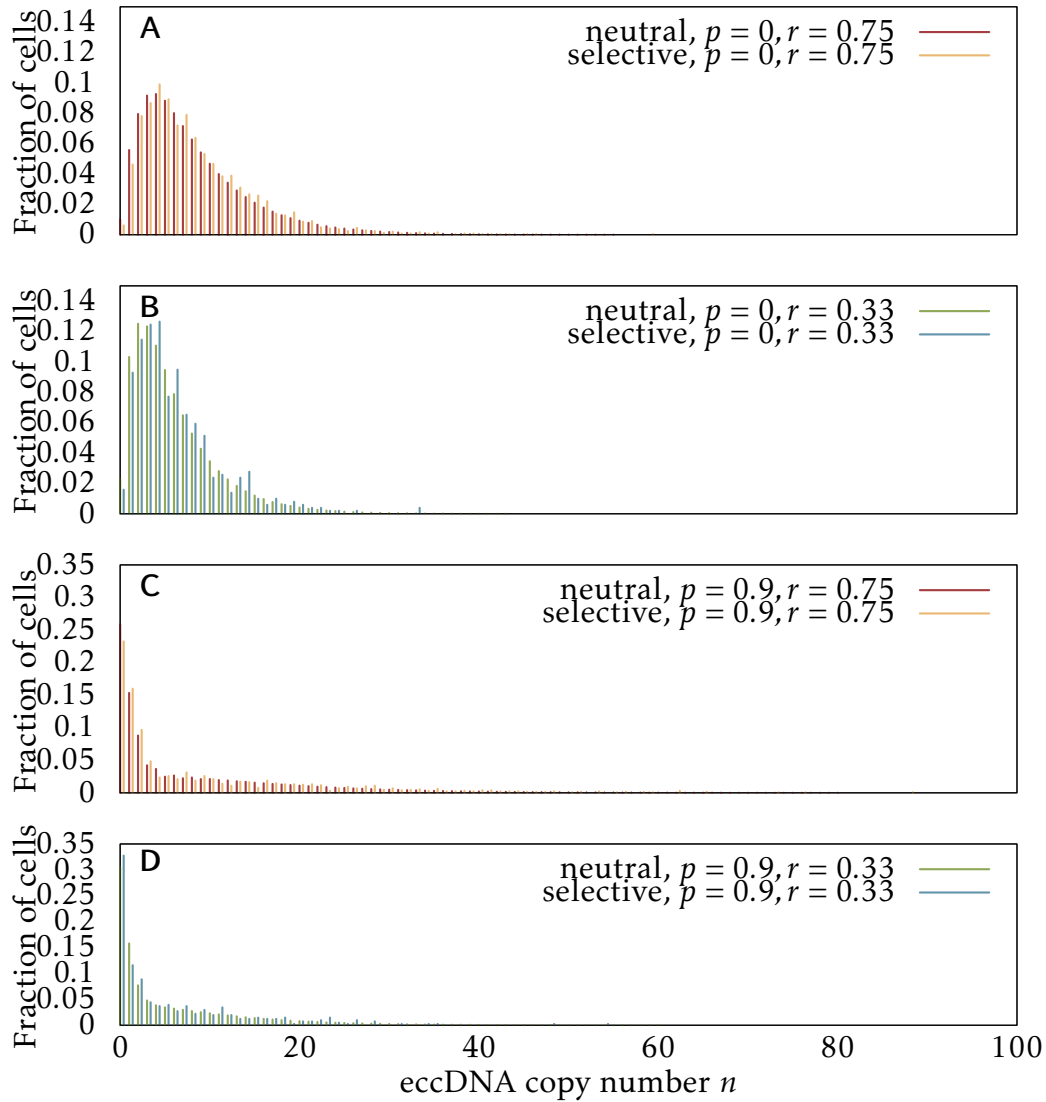 A
neutral, p = 0, r = 0.75
selective, p = 0, r = 0.75
0.14
0.12
0.1
0.08
0.06
0.04
0.02
0
Fraction of cells
B
neutral, p = 0, r = 0.33
selective, p = 0, r = 0.33
0.14
0.12
0.1
0.08
0.06
0.04
0.02
0
Fraction of cells
C
neutral, p = 0.9, r = 0.75
selective, p = 0.9, r = 0.75
0.35
0.3
0.25
0.2
0.15
0.1
0.05
0
Fraction of cells
D
neutral, p = 0.9, r = 0.33
selective, p = 0.9, r = 0.33
0.35
0.3
0.25
0.2
0.15
0.1
0.05
0
Fraction of cells
0 20 40 60 80 100
eccDNA copy number n